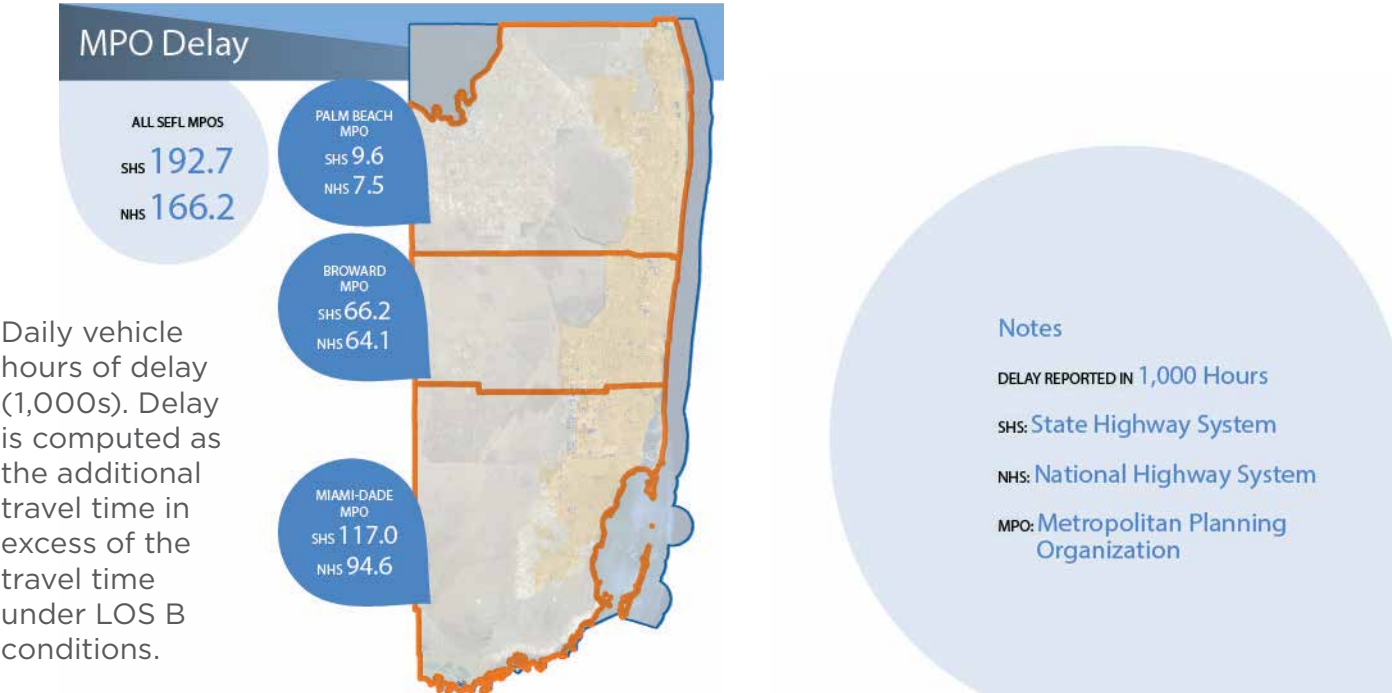 MPO Delay
ALL SEFL MPOS
SHS 192.7
NHS 166.2
PALM BEACH
MPO
SHS 9.6
NHS 7.5
BROWARD
MPO
SHS 66.2
NHS 64.1
MIAMI-DADE
MPO
SHS 117.0
NHS 94.6
Daily vehicle
hours of delay
(1,000s). Delay
is computed as
the additional
travel time in
excess of the
travel time
under LOS B
conditions.
Notes
DELAY REPORTED IN 1,000 Hours
SHS: State Highway System
NHS: National Highway System
MPO: Metropolitan Planning
Organization